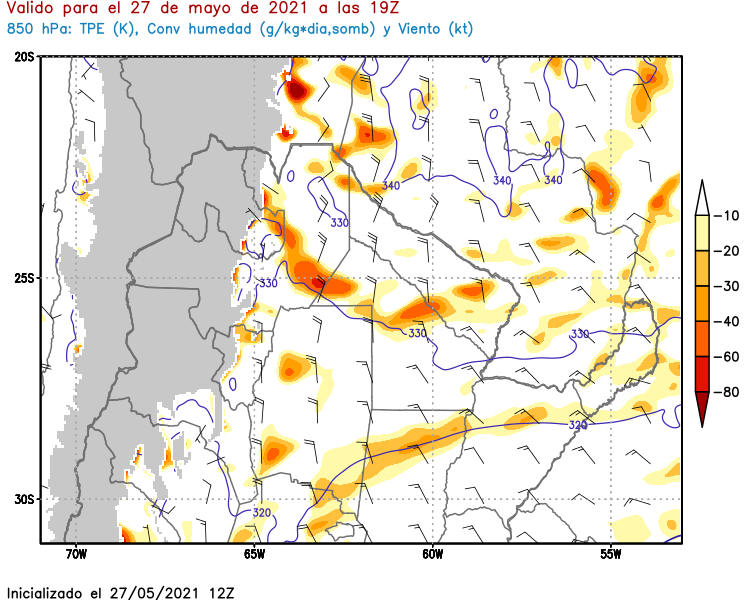 Valido para el 27 de mayo de 2021 a las 19Z
850 hPa: TPE (K), Conv humedad (g/kg*dia,somb) y Viento (kt)
20S
25S
30S
70W
65W
60W
55W
340
340
340
330
330
330
330
320
320
-10
-20
-30
-40
-60
-80
Inicializado el 27/05/2021 12Z